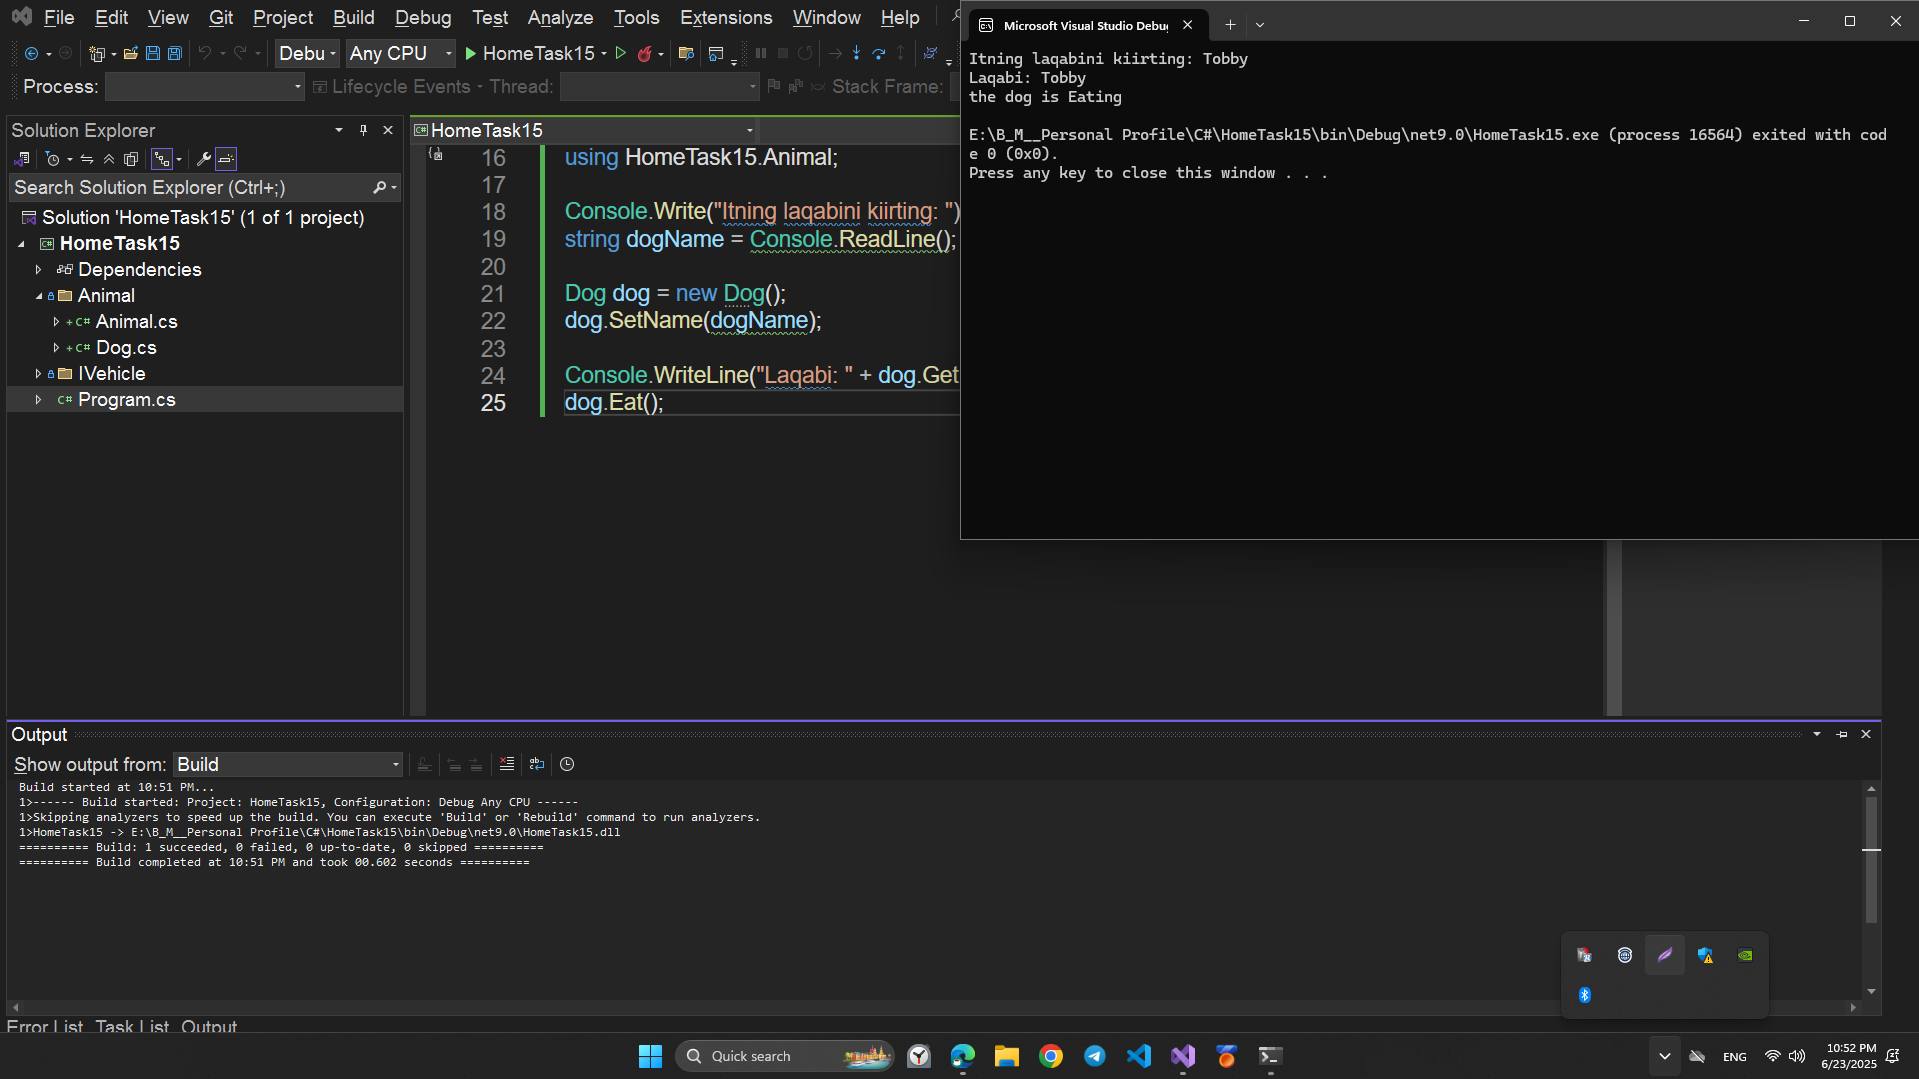 File Edit View Git Project Build Debug Test Analyze Tools Extensions Window Help
Debu Any CPU HomeTask15
Process: Lifecycle Events Thread: Stack Frame:
Solution Explorer
Search Solution Explorer (Ctrl+;)
Solution 'HomeTask15' (1 of 1 project)
HomeTask15
Dependencies
Animal
C# Animal.cs
C# Dog.cs
IVehicle
C# Program.cs
HomeTask15
16 using HomeTask15.Animal;
17
18 Console.Write("Itning laqabini kiirting: ")
19 string dogName = Console.ReadLine();
20
21 Dog dog = new Dog();
22 dog.SetName(dogName);
23
24 Console.WriteLine("Laqabi: " + dog.Get
25 dog.Eat();
Microsoft Visual Studio Debu
Itning laqabini kiirting: Tobby
Laqabi: Tobby
the dog is Eating
E:\B_M__Personal Profile\C#\HomeTask15\bin\Debug\net9.0\HomeTask15.exe (process 16564) exited with cod
e 0 (0x0).
Press any key to close this window . . .
Output
Show output from: Build
Build started at 10:51 PM...
1>------ Build started: Project: HomeTask15, Configuration: Debug Any CPU ------
1>Skipping analyzers to speed up the build. You can execute 'Build' or 'Rebuild' command to run analyzers.
1>HomeTask15 -> E:\B_M__Personal Profile\C#\HomeTask15\bin\Debug\net9.0\HomeTask15.dll
========== Build: 1 succeeded, 0 failed, 0 up-to-date, 0 skipped ==========
========== Build completed at 10:51 PM and took 00.602 seconds ==========
Error List Task List Output
Quick search
ENG
10:52 PM
6/23/2025